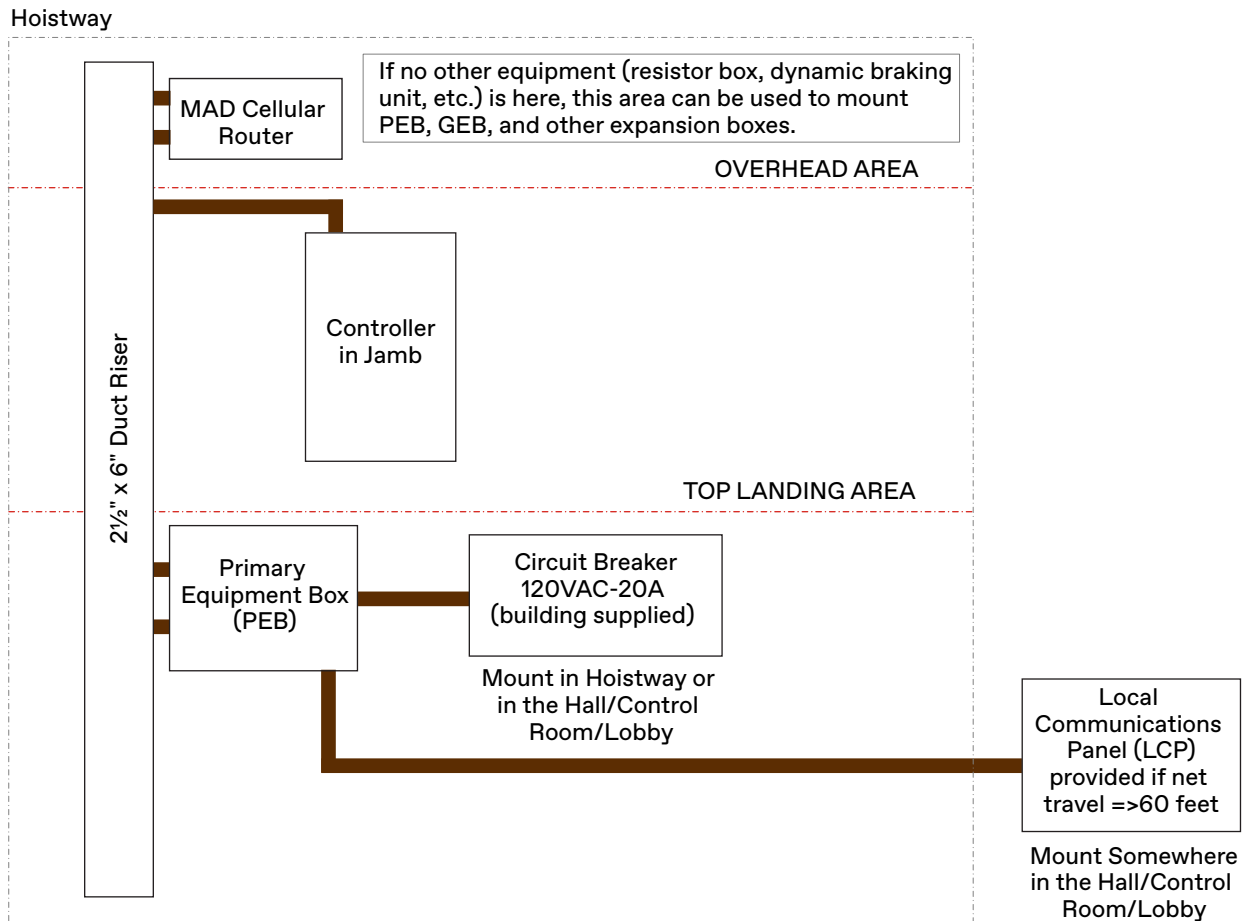 Hoistway
MAD Cellular
Router
If no other equipment (resistor box, dynamic braking
unit, etc.) is here, this area can be used to mount
PEB, GEB, and other expansion boxes.
OVERHEAD AREA
2½" x 6" Duct Riser
Controller
in Jamb
TOP LANDING AREA
Primary
Equipment Box
(PEB)
Circuit Breaker
120VAC-20A
(building supplied)
Mount in Hoistway or
in the Hall/Control
Room/Lobby
Local
Communications
Panel (LCP)
provided if net
travel =>60 feet
Mount Somewhere
in the Hall/Control
Room/Lobby